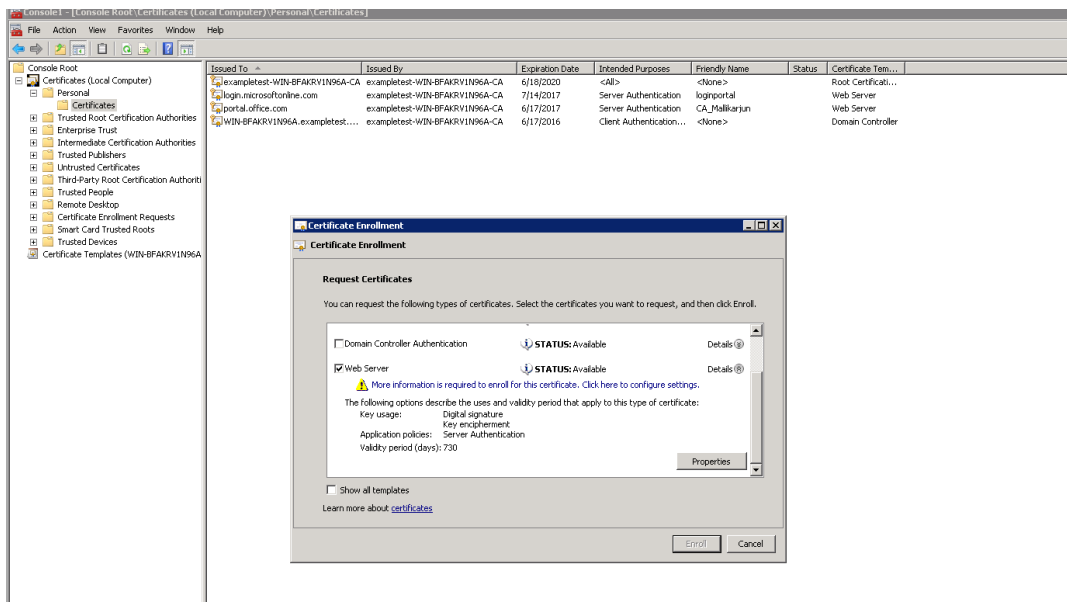 Console1 - [Console Root\Certificates (Local Computer)\Personal\Certificates]
File Action View Favorites Window Help
Console Root
Certificates (Local Computer)
Personal
Certificates
Trusted Root Certification Authorities
Enterprise Trust
Intermediate Certification Authorities
Trusted Publishers
Untrusted Certificates
Third-Party Root Certification Authoriti
Trusted People
Remote Desktop
Certificate Enrollment Requests
Smart Card Trusted Roots
Trusted Devices
Certificate Templates (WIN-BFAKRV1N96A
Issued To Issued By Expiration Date Intended Purposes Friendly Name Status Certificate Tem...
exampletest-WIN-BFAKRV1N96A-CA exampletest-WIN-BFAKRV1N96A-CA 6/18/2020 <All> <None> Root Certificati...
login.microsoftonline.com exampletest-WIN-BFAKRV1N96A-CA 7/14/2017 Server Authentication loginportal Web Server
portal.office.com exampletest-WIN-BFAKRV1N96A-CA 6/17/2017 Server Authentication CA_Mallikarjun Web Server
WIN-BFAKRV1N96A.exampletest.... exampletest-WIN-BFAKRV1N96A-CA 6/17/2016 Client Authentication... <None> Domain Controller
Certificate Enrollment
Certificate Enrollment
Request Certificates
You can request the following types of certificates. Select the certificates you want to request, and then click Enroll.
Domain Controller Authentication STATUS: Available Details
Web Server STATUS: Available Details
More information is required to enroll for this certificate. Click here to configure settings.
The following options describe the uses and validity period that apply to this type of certificate:
Key usage: Digital signature
Key encipherment
Application policies: Server Authentication
Validity period (days): 730
Properties
Show all templates
Learn more about certificates
Enroll Cancel